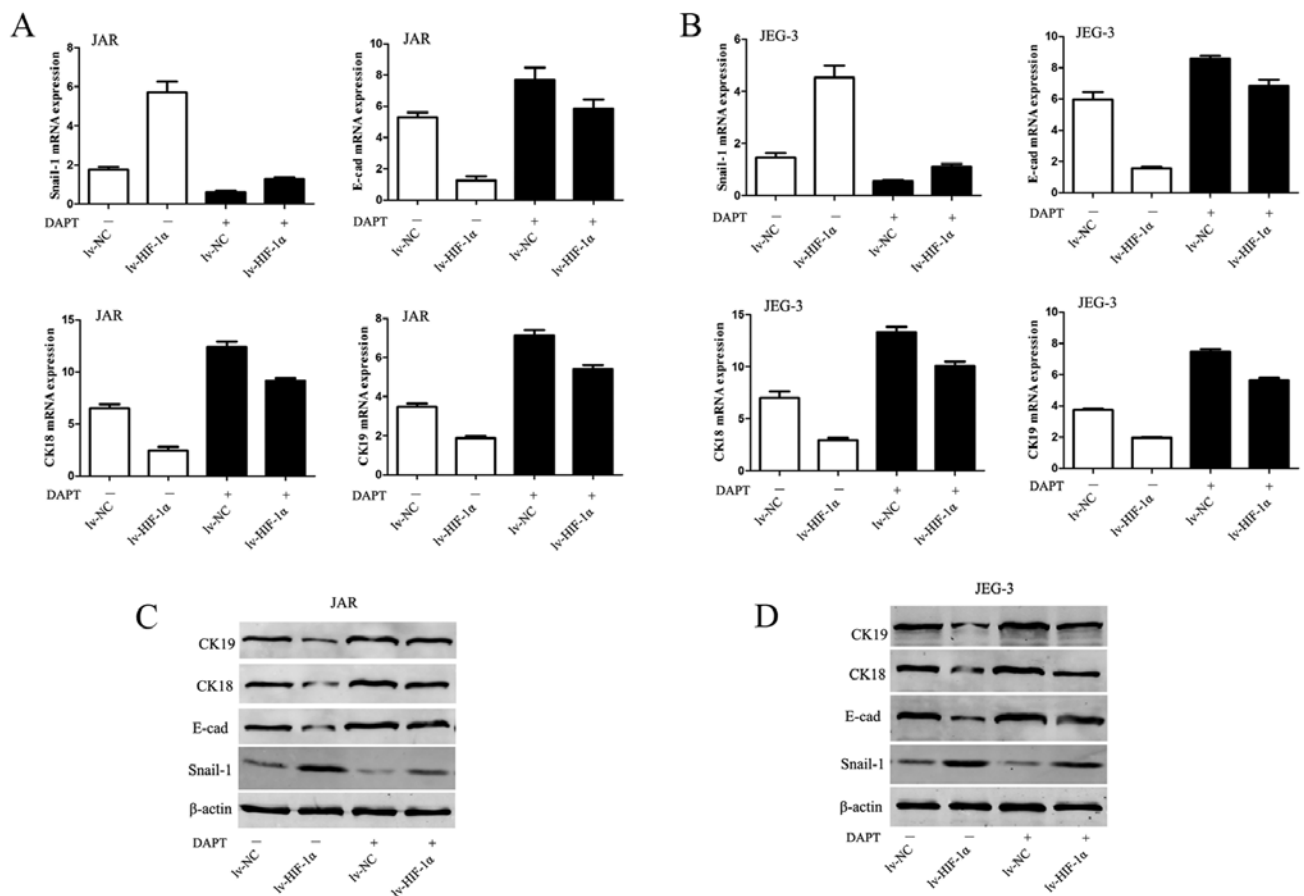 A
JAR
Snail-1 mRNA expression
8
6
4
2
0
DAPT – – + +
lv-NC lv-HIF-1α lv-NC lv-HIF-1α
JAR
E-cad mRNA expression
10
8
6
4
2
0
– – + +
lv-NC lv-HIF-1α lv-NC lv-HIF-1α
B
JEG-3
Snail-1 mRNA expression
6
4
2
0
DAPT – – + +
lv-NC lv-HIF-1α lv-NC lv-HIF-1α
JEG-3
E-cad mRNA expression
10
8
6
4
2
0
– – + +
lv-NC lv-HIF-1α lv-NC lv-HIF-1α
JAR
CK18 mRNA expression
15
10
5
0
DAPT – – + +
lv-NC lv-HIF-1α lv-NC lv-HIF-1α
JAR
CK19 mRNA expression
8
6
4
2
0
– – + +
lv-NC lv-HIF-1α lv-NC lv-HIF-1α
JEG-3
CK18 mRNA expression
15
10
5
0
DAPT – – + +
lv-NC lv-HIF-1α lv-NC lv-HIF-1α
JEG-3
CK19 mRNA expression
10
8
6
4
2
0
DAPT – – + +
lv-NC lv-HIF-1α lv-NC lv-HIF-1α
C
JAR
CK19
CK18
E-cad
Snail-1
β-actin
DAPT – – + +
lv-NC lv-HIF-1α lv-NC lv-HIF-1α
D
JEG-3
CK19
CK18
E-cad
Snail-1
β-actin
DAPT – – + +
lv-NC lv-HIF-1α lv-NC lv-HIF-1α